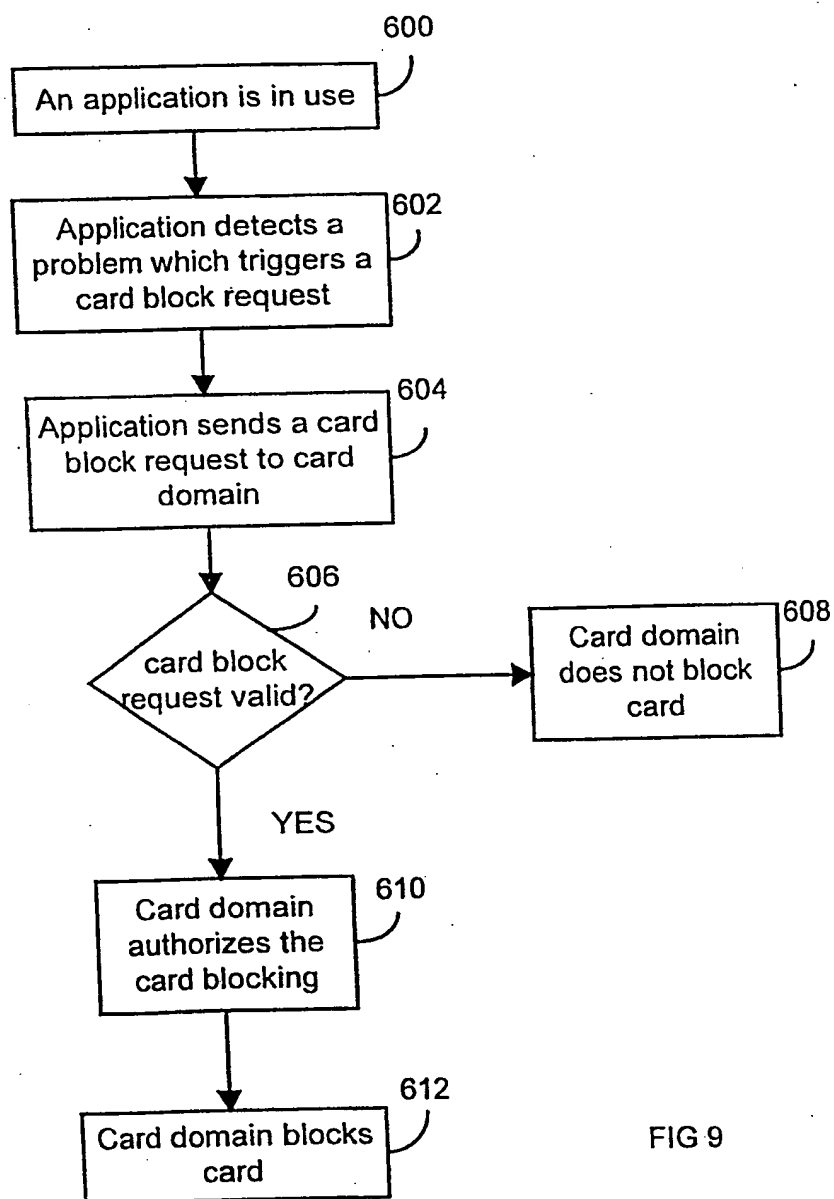 600
An application is in use
602
Application detects a
problem which triggers a
card block request
604
Application sends a card
block request to card
domain
606
card block
request valid?
NO
608
Card domain
does not block
card
YES
610
Card domain
authorizes the
card blocking
612
Card domain blocks
card
FIG 9